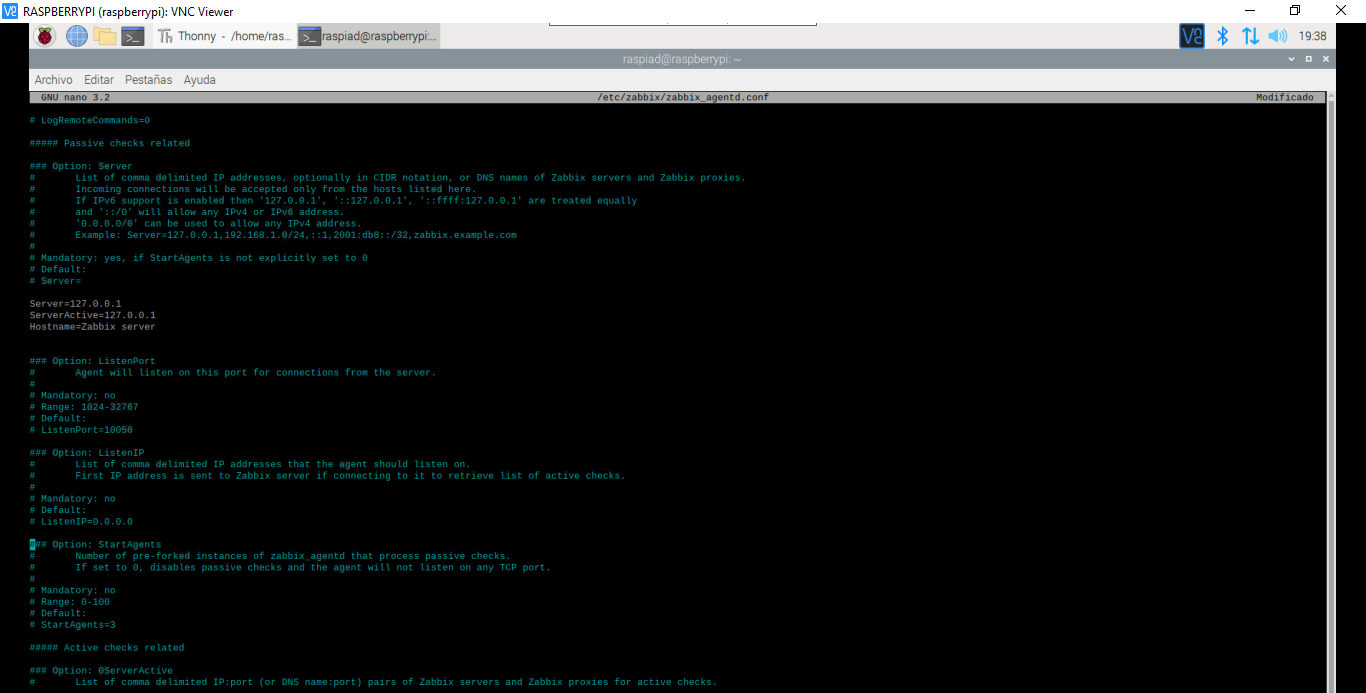 RASPBERRYPI (raspberrypi): VNC Viewer
Thonny - /home/ras... raspiad@raspberrypi:... 19:38
raspiad@raspberrypi: ~
Archivo Editar Pestañas Ayuda
GNU nano 3.2 /etc/zabbix/zabbix_agentd.conf Modificado
# LogRemoteCommands=0
##### Passive checks related
### Option: Server
# List of comma delimited IP addresses, optionally in CIDR notation, or DNS names of Zabbix servers and Zabbix proxies.
# Incoming connections will be accepted only from the hosts listed here.
# If IPv6 support is enabled then '127.0.0.1', '::127.0.0.1', '::ffff:127.0.0.1' are treated equally
# and '::/0' will allow any IPv4 or IPv6 address.
# '0.0.0.0/0' can be used to allow any IPv4 address.
# Example: Server=127.0.0.1,192.168.1.0/24,::1,2001:db8::/32,zabbix.example.com
#
# Mandatory: yes, if StartAgents is not explicitly set to 0
# Default:
# Server=
Server=127.0.0.1
ServerActive=127.0.0.1
Hostname=Zabbix server
### Option: ListenPort
# Agent will listen on this port for connections from the server.
#
# Mandatory: no
# Range: 1024-32767
# Default:
# ListenPort=10050
### Option: ListenIP
# List of comma delimited IP addresses that the agent should listen on.
# First IP address is sent to Zabbix server if connecting to it to retrieve list of active checks.
#
# Mandatory: no
# Default:
# ListenIP=0.0.0.0
### Option: StartAgents
# Number of pre-forked instances of zabbix_agentd that process passive checks.
# If set to 0, disables passive checks and the agent will not listen on any TCP port.
#
# Mandatory: no
# Range: 0-100
# Default:
# StartAgents=3
##### Active checks related
### Option: 0ServerActive
# List of comma delimited IP:port (or DNS name:port) pairs of Zabbix servers and Zabbix proxies for active checks.